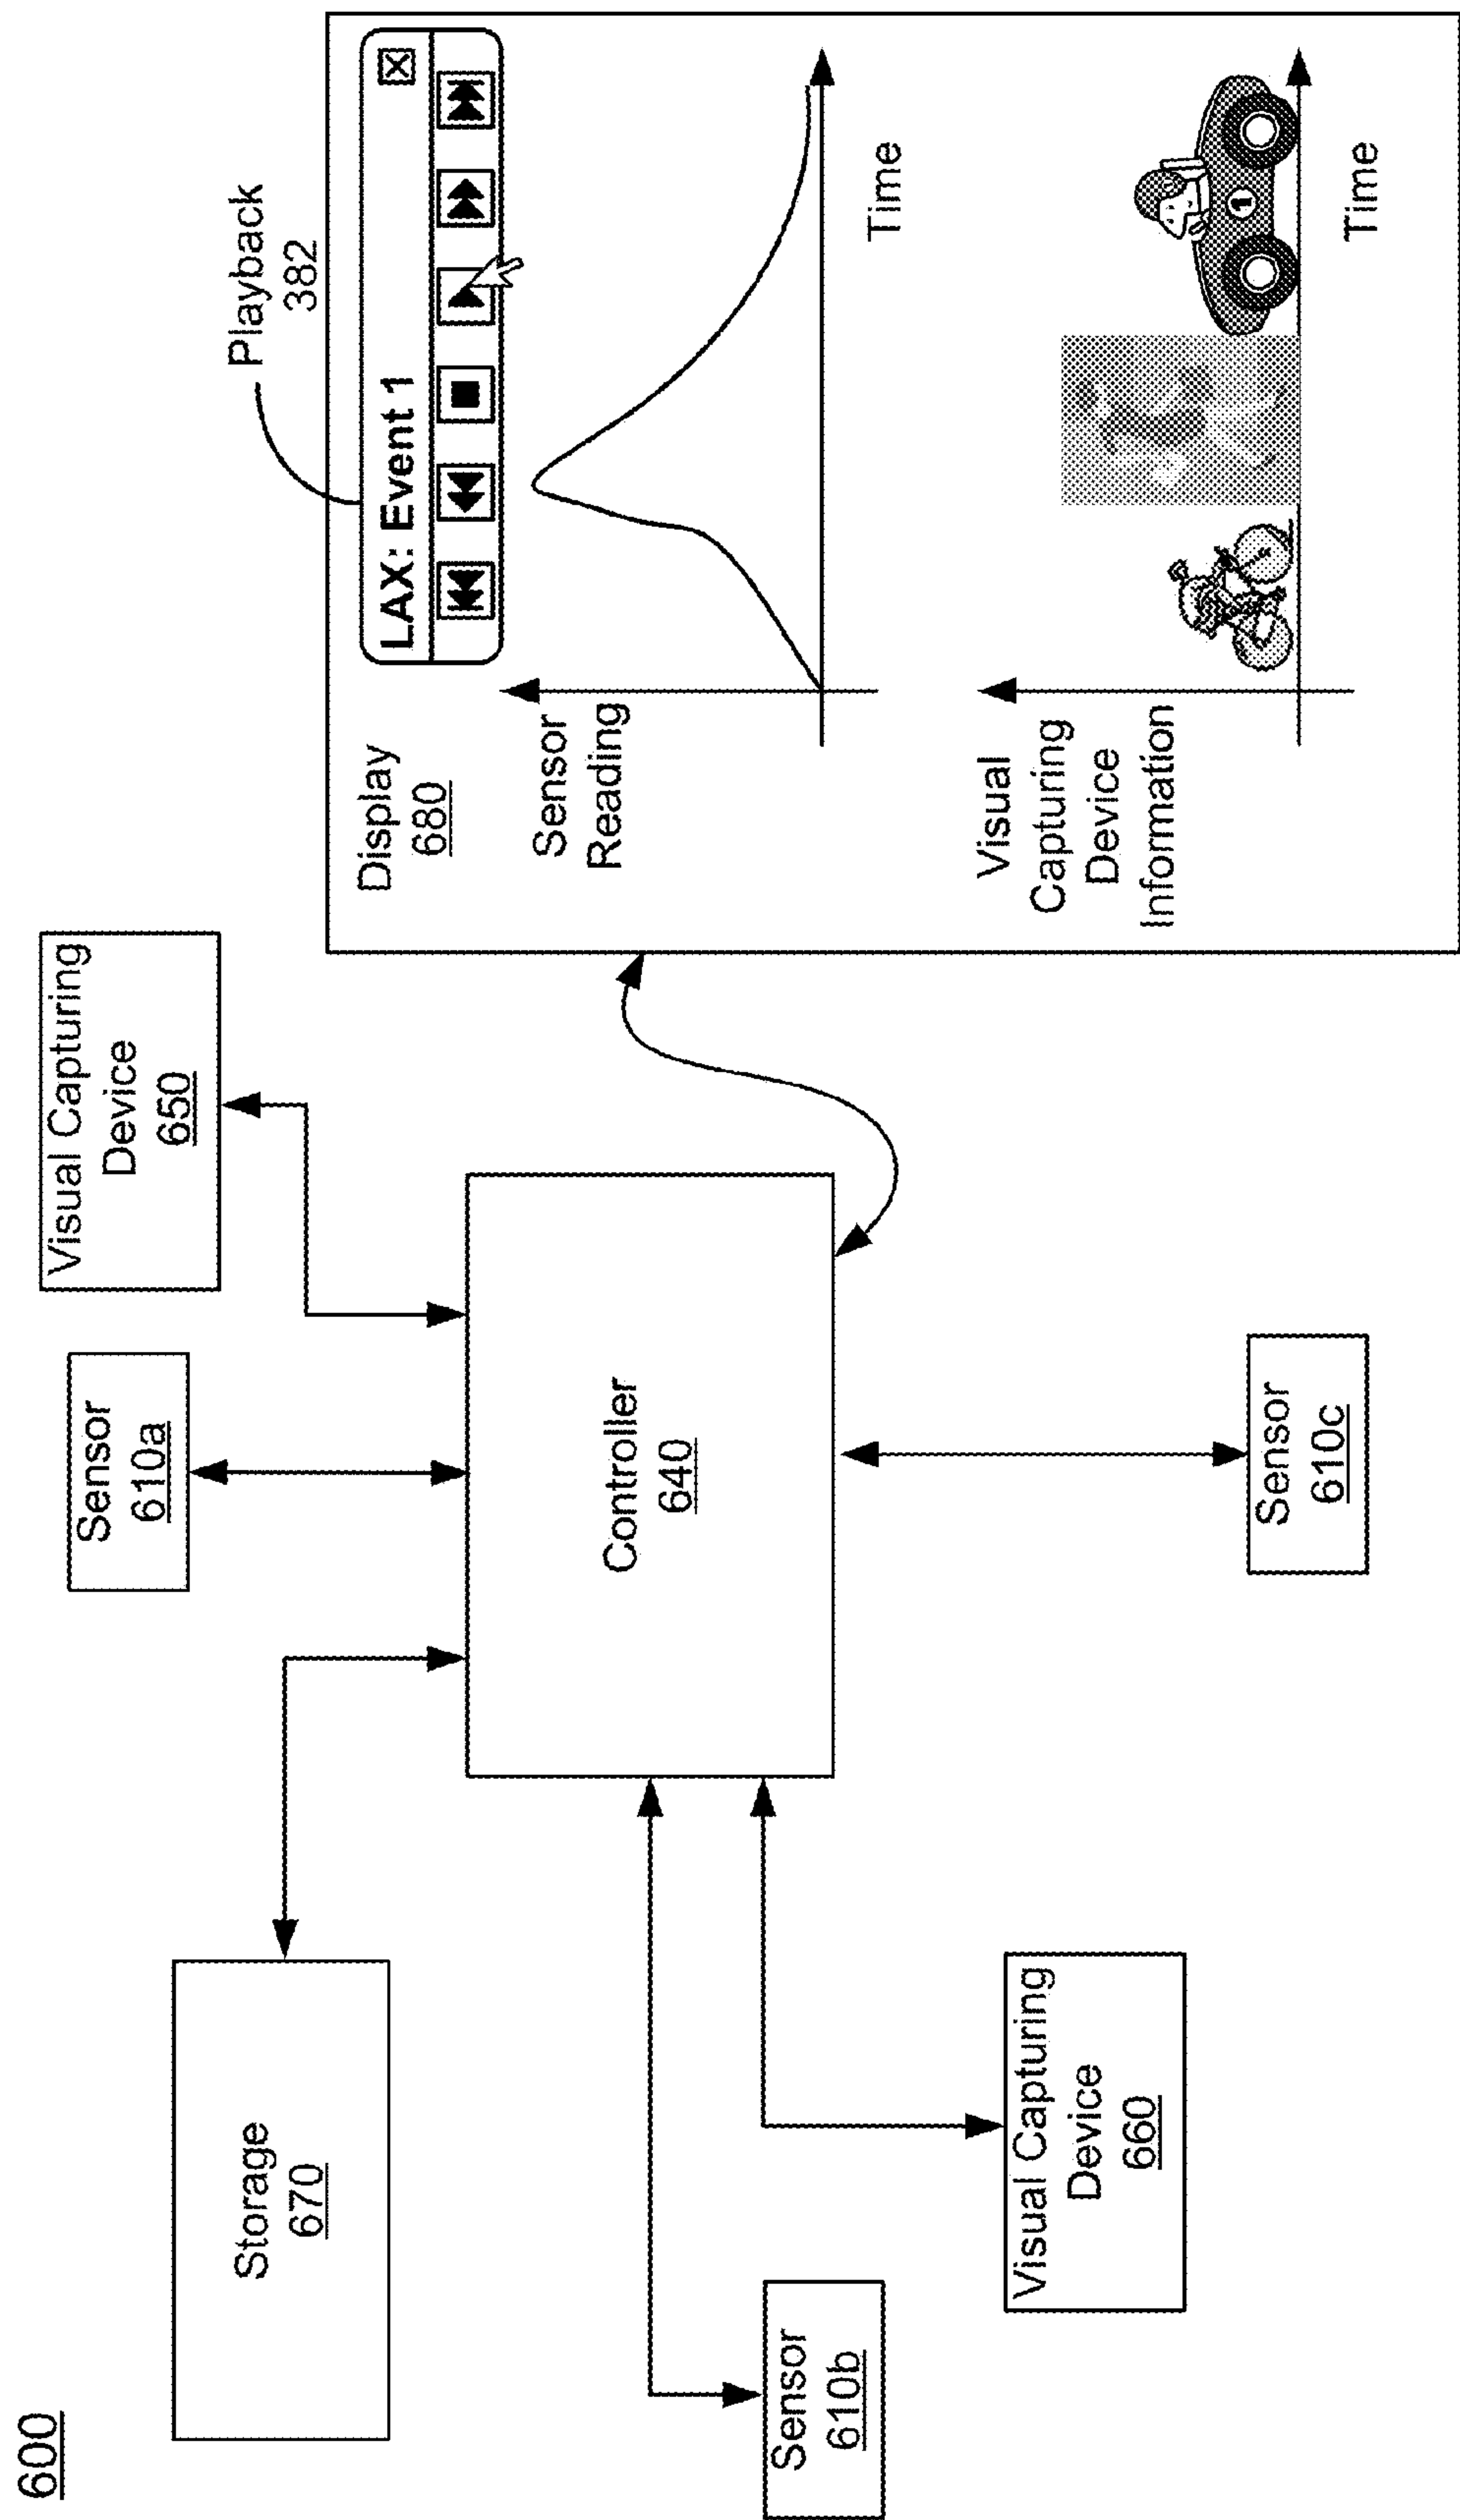 600
Storage
670
Sensor
610a
Visual Capturing
Device
650
Playback
382
Controller
640
Sensor
610b
Visual Capturing
Device
660
Sensor
610c
Display
680
LAX: Event 1
Sensor
Reading
Time
Visual
Capturing
Device
Information
1
Time